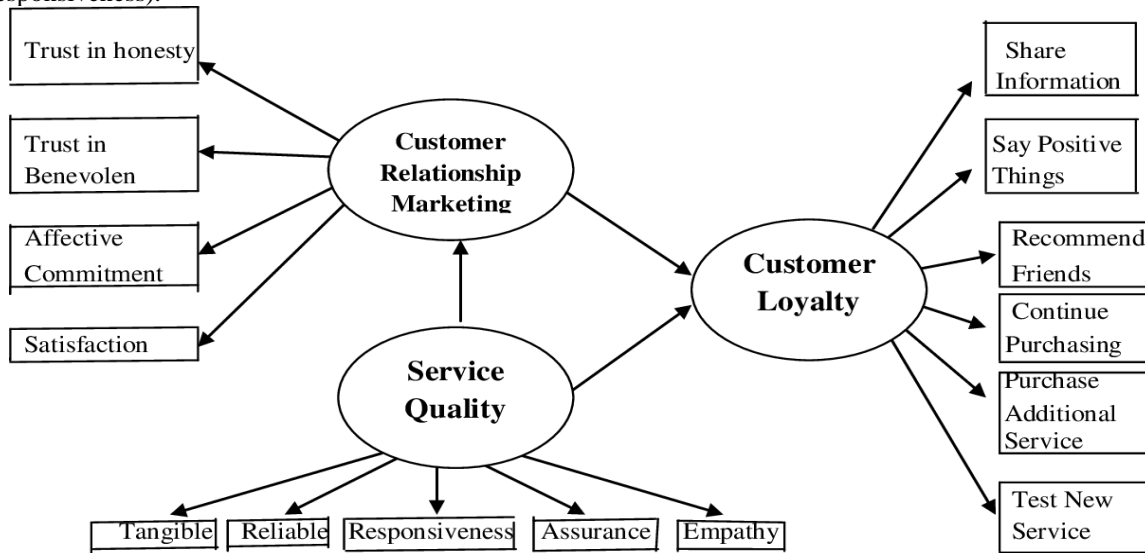 esponsiveness).
Trust in honesty
Trust in
Benevolen
Affective
Commitment
Satisfaction
Customer
Relationship
Marketing
Service
Quality
Customer
Loyalty
Share
Information
Say Positive
Things
Recommend
Friends
Continue
Purchasing
Purchase
Additional
Service
Test New
Service
Tangible
Reliable
Responsiveness
Assurance
Empathy